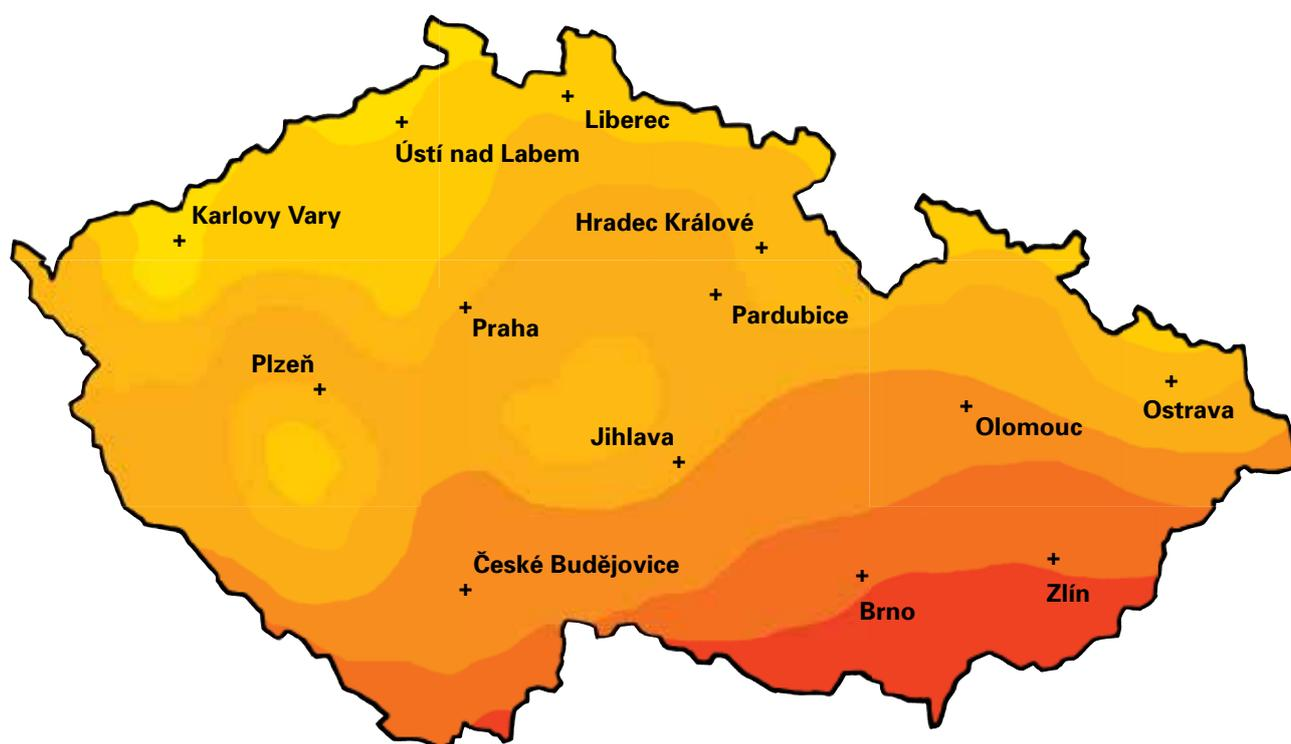 Liberec
Ústí nad Labem
Karlovy Vary
Hradec Králové
Pardubice
Praha
Plzeň
Ostrava
Olomouc
Jihlava
České Budějovice
Zlín
Brno